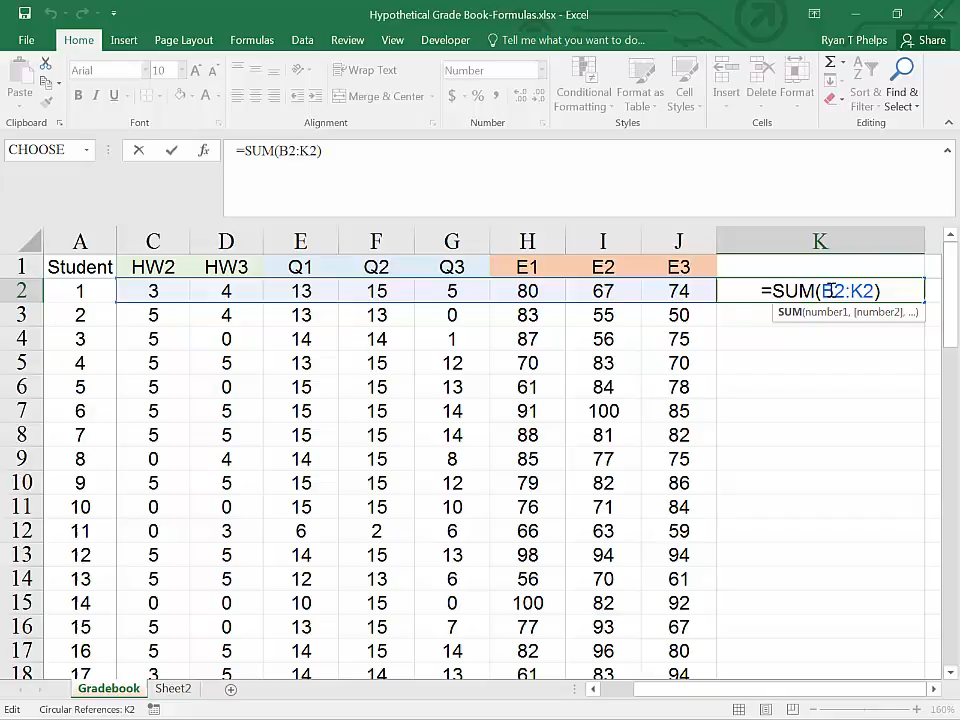 Hypothetical Grade Book-Formulas.xlsx - Excel
File Home Insert Page Layout Formulas Data Review View Developer Tell me what you want to do... Ryan T Phelps Share
Arial 10 A A Wrap Text Number
Paste B I U A Merge & Center $ % , Conditional Formatting Format as Table Cell Styles Insert Delete Format Sort & Filter Find & Select
Clipboard Font Alignment Number Styles Cells Editing
CHOOSE fx =SUM(B2:K2)
A C D E F G H I J K
1 Student HW2 HW3 Q1 Q2 Q3 E1 E2 E3
2 1 3 4 13 15 5 80 67 74 =SUM(B2:K2)
SUM(number1, [number2], ...)
3 2 5 4 13 13 0 83 55 50
4 3 5 0 14 14 1 87 56 75
5 4 5 5 13 15 12 70 83 70
6 5 5 0 15 15 13 61 84 78
7 6 5 5 15 15 14 91 100 85
8 7 5 5 15 15 14 88 81 82
9 8 0 4 14 15 8 85 77 75
10 9 5 5 15 15 12 79 82 86
11 10 0 0 15 15 10 76 71 84
12 11 0 3 6 2 6 66 63 59
13 12 5 5 14 15 13 98 94 94
14 13 5 5 12 13 6 56 70 61
15 14 0 0 10 15 0 100 82 92
16 15 5 0 13 15 7 77 93 67
17 16 5 5 14 15 14 82 96 80
18 17 3 5 14 14 13 61 83 94
Gradebook Sheet2
Edit Circular References: K2 160%